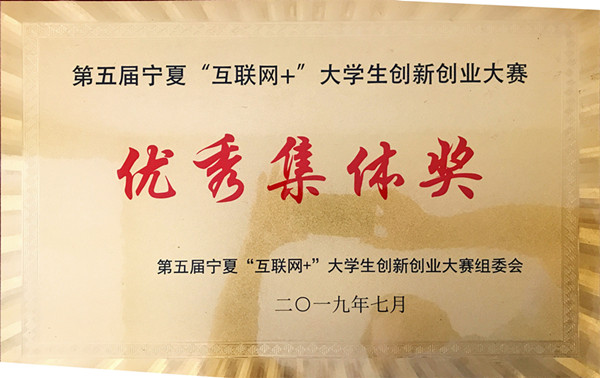 第五届宁夏“互联网+”大学生创新创业大赛
优秀集体奖
第五届宁夏“互联网+”大学生创新创业大赛组委会
二〇一九年七月